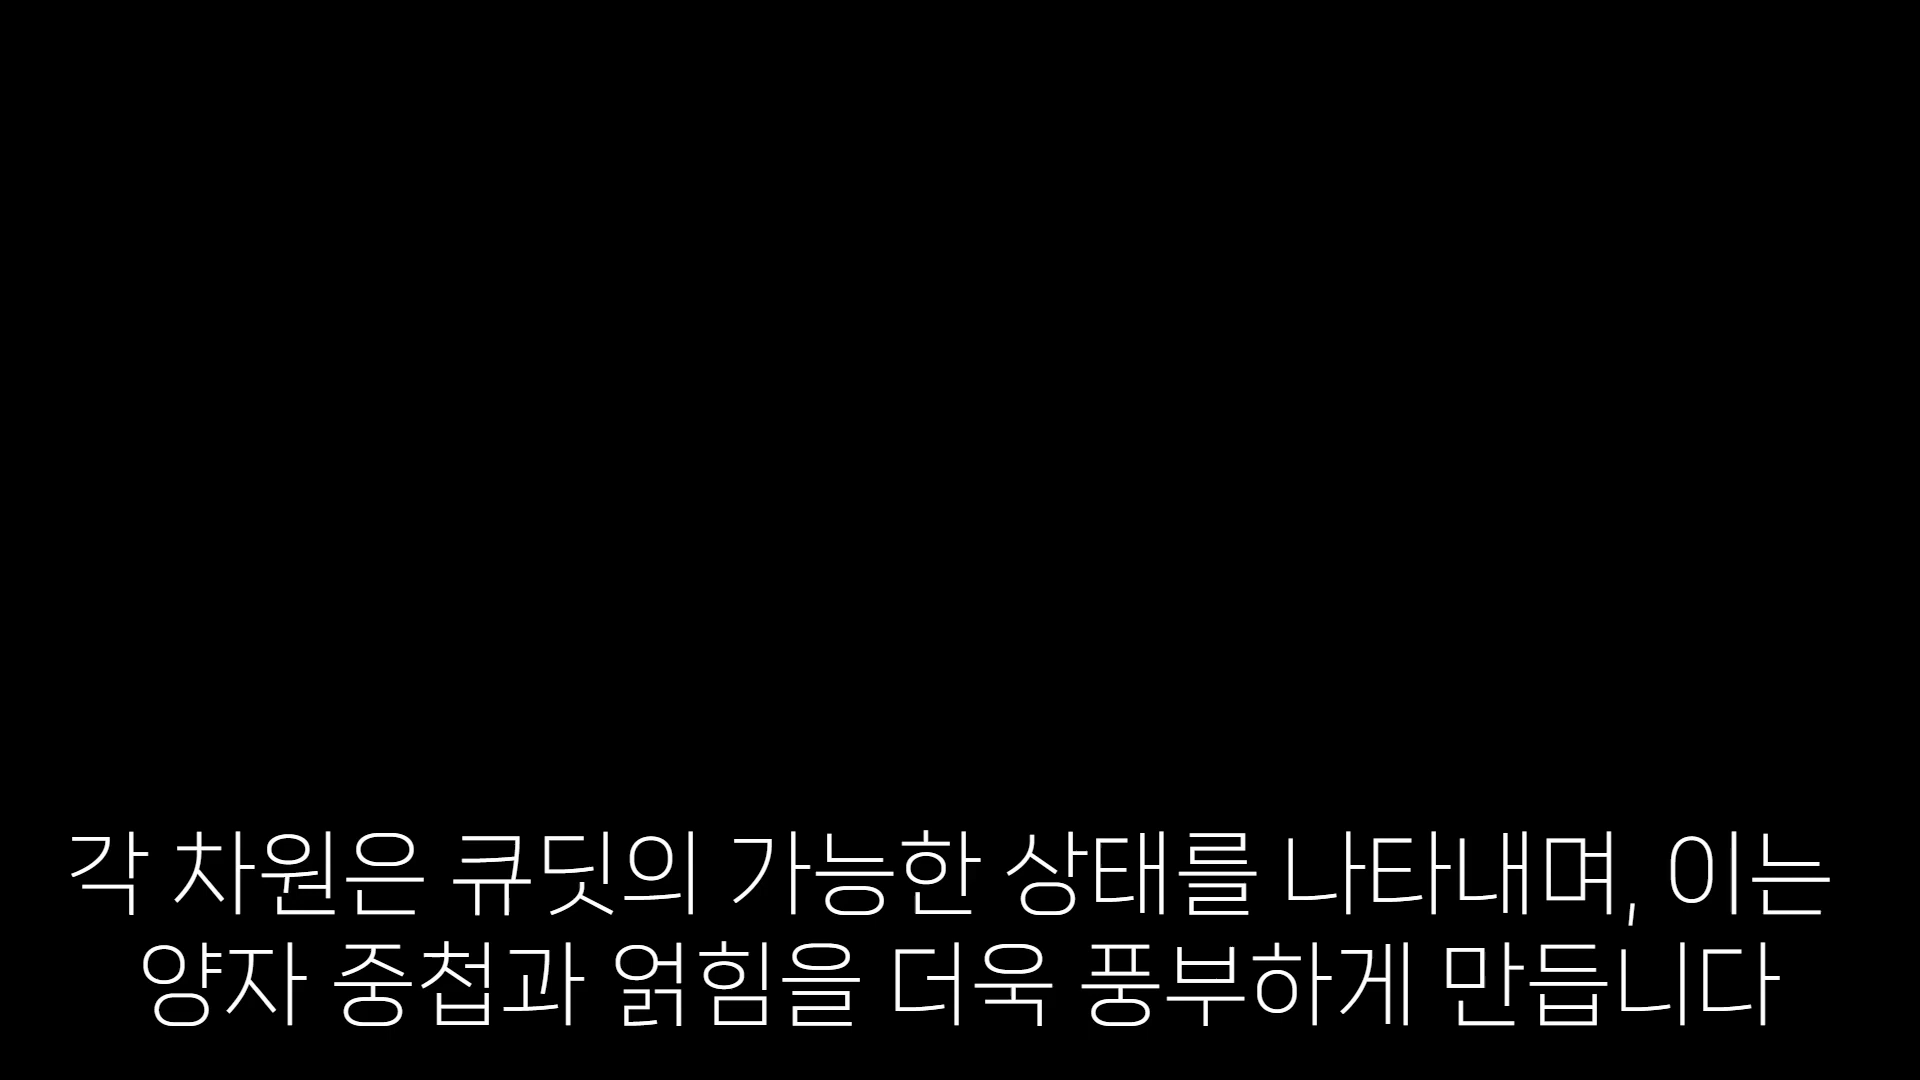 각 차원은 큐딧의 가능한 상태를 나타내며, 이는
양자 중첩과 얽힘을 더욱 풍부하게 만듭니다